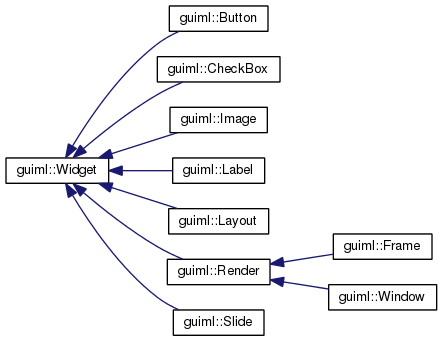 guiml::Button
guiml::CheckBox
guiml::Image
guiml::Widget
guiml::Label
guiml::Layout
guiml::Frame
guiml::Render
guiml::Window
guiml::Slide